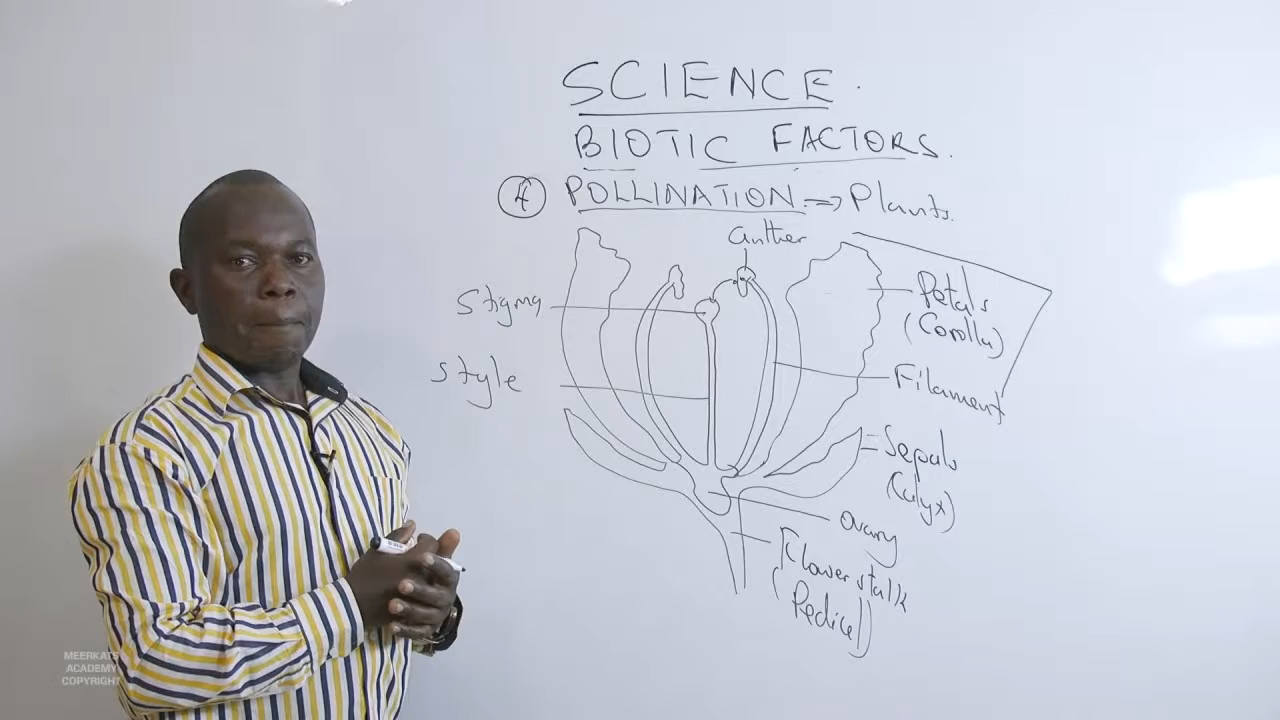 SCIENCE.
BIOTIC FACTORS.
4 POLLINATION. → Plants.
anther
Stigma
Petals
(Corolla)
style
Filament
Sepals
(Calyx)
Ovary
Flower stalk
(Pedicel)
MEERKATS
ACADEMY
COPYRIGHT